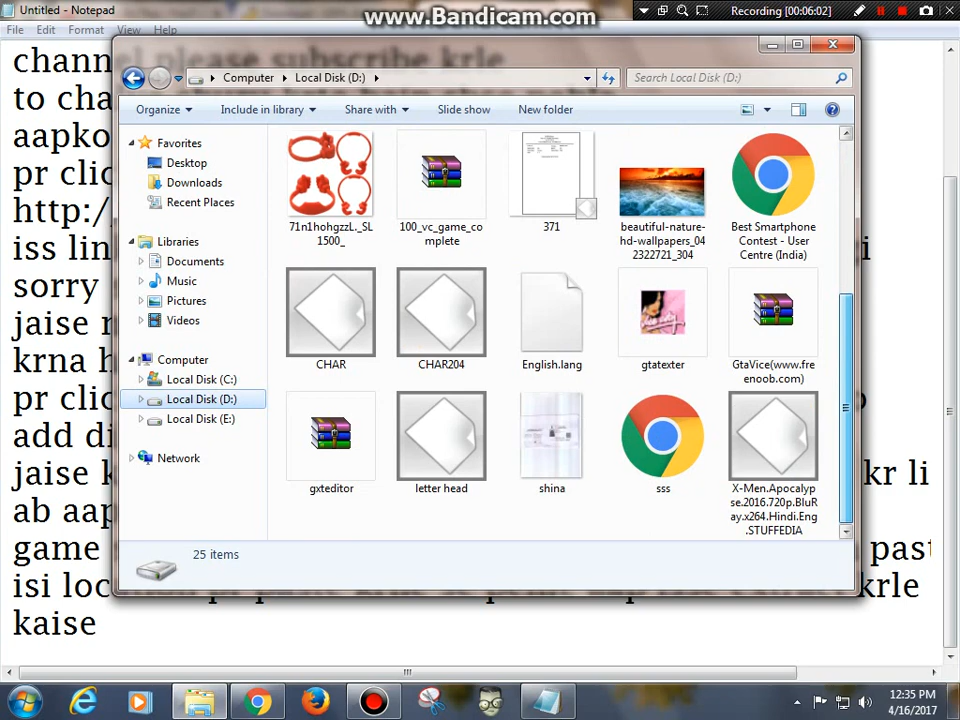 Untitled - Notepad
www.Bandicam.com
Recording [00:06:02]
File Edit Format View Help
chann please subscribe krle
to cha
aapko
pr clic
http:/
iss lin i
sorry
jaise r
krna h
pr clic o
add di
jaise k kr li
ab aap
game past
isi loc krle
kaise
Computer Local Disk (D:)
Search Local Disk (D:)
Organize Include in library Share with Slide show New folder
Favorites
Desktop
Downloads
Recent Places
Libraries
Documents
Music
Pictures
Videos
Computer
Local Disk (C:)
Local Disk (D:)
Local Disk (E:)
Network
71n1hohgzzL._SL
1500_
100_vc_game_co
mplete
371
beautiful-nature-
hd-wallpapers_04
2322721_304
Best Smartphone
Contest - User
Centre (India)
CHAR
CHAR204
English.lang
gtatexter
GtaVice(www.fre
enoob.com)
gxteditor
letter head
shina
sss
X-Men.Apocalyp
se.2016.720p.BluR
ay.x264.Hindi.Eng
.STUFFEDIA
25 items
12:35 PM
4/16/2017